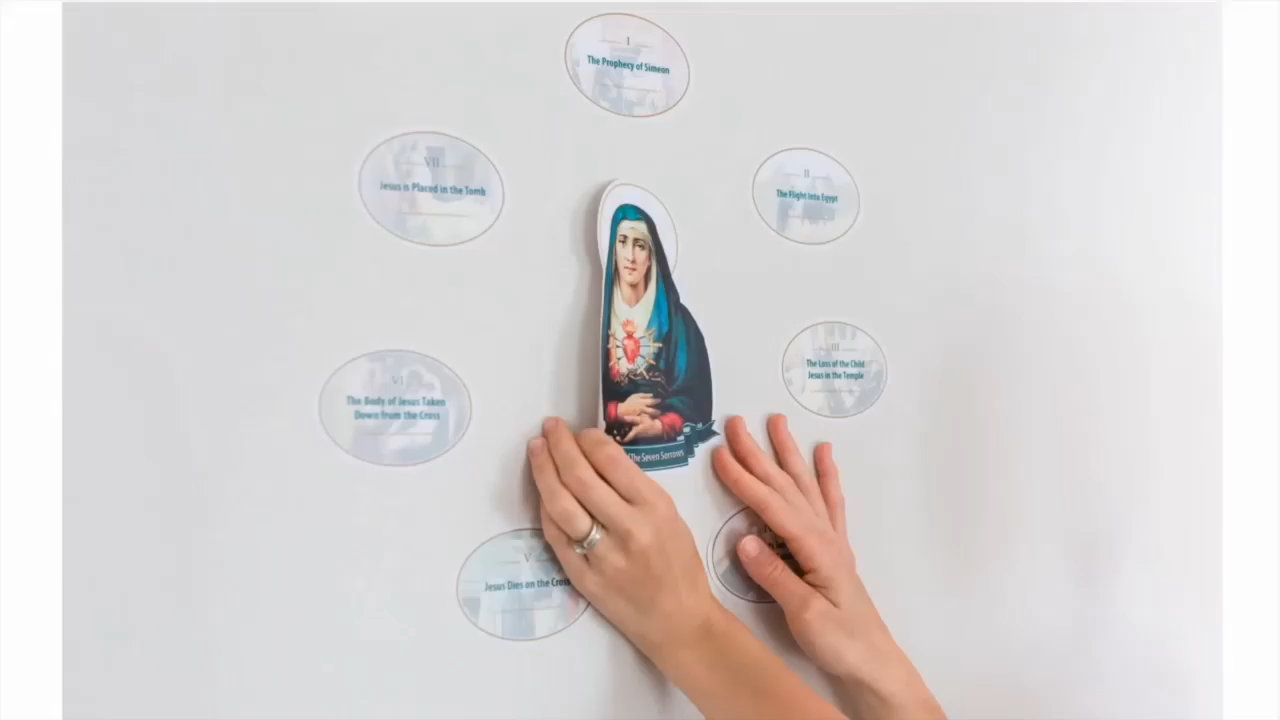 I
The Prophecy of Simeon
II
The Flight Into Egypt
III
The Loss of the Child
Jesus in the Temple
V
Jesus Dies on the Cross
VI
The Body of Jesus Taken
Down from the Cross
VII
Jesus is Placed in the Tomb
The Seven Sorrows